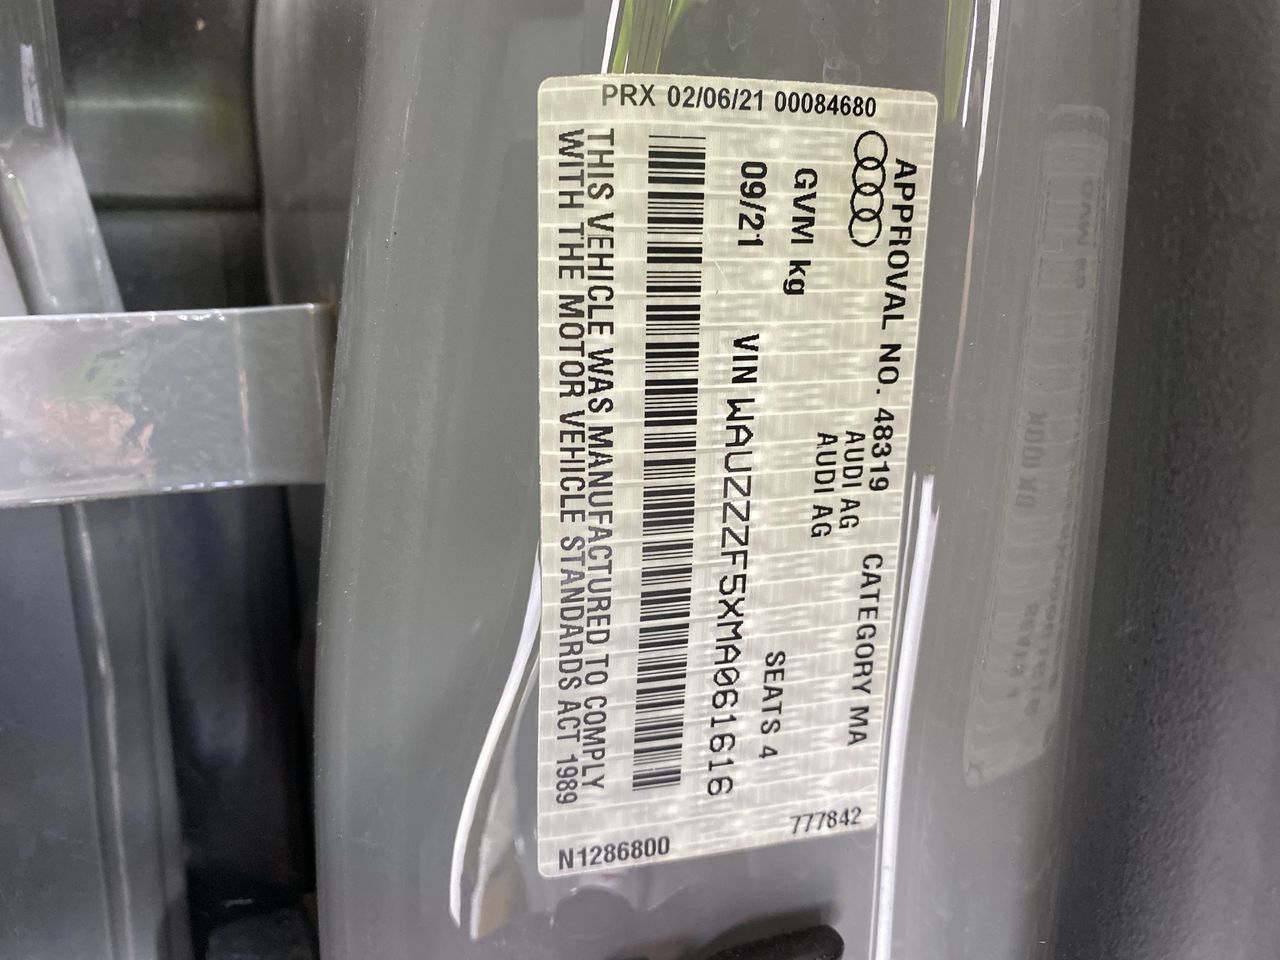 PRX 02/06/21 00084680
APPROVAL NO. 48319
CATEGORY MA
AUDI AG
AUDI AG
GVM kg
SEATS 4
09/21
VIN WAUZZZF5XMA061616
THIS VEHICLE WAS MANUFACTURED TO COMPLY
WITH THE MOTOR VEHICLE STANDARDS ACT 1989
N1286800
777842